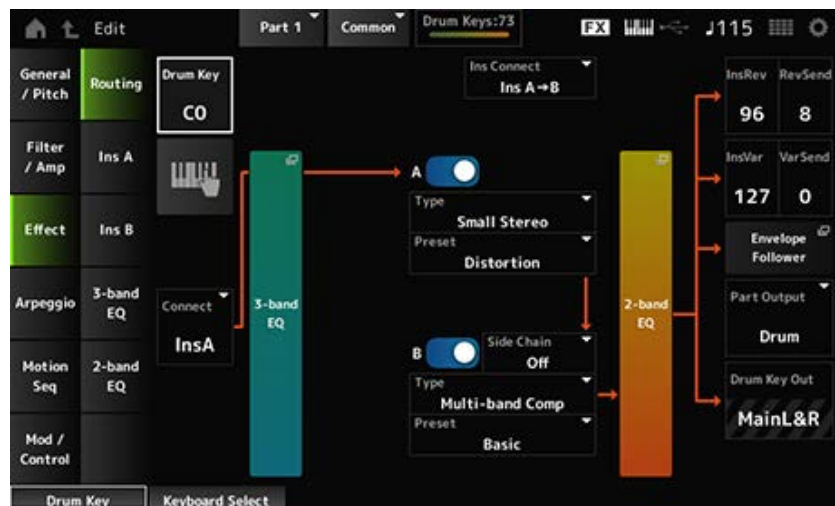 Edit
Part 1
Common
Drum Keys:73
FX
♩115
General
/ Pitch
Filter
/ Amp
Effect
Arpeggio
Motion
Seq
Mod /
Control
Routing
Ins A
Ins B
3-band
EQ
2-band
EQ
Drum Key
C0
Connect
InsA
3-band
EQ
Ins Connect
Ins A→B
A
Type
Small Stereo
Preset
Distortion
B
Side Chain
Off
Type
Multi-band Comp
Preset
Basic
2-band
EQ
InsRev RevSend
96 8
InsVar VarSend
127 0
Envelope
Follower
Part Output
Drum
Drum Key Out
MainL&R
Drum Key
Keyboard Select